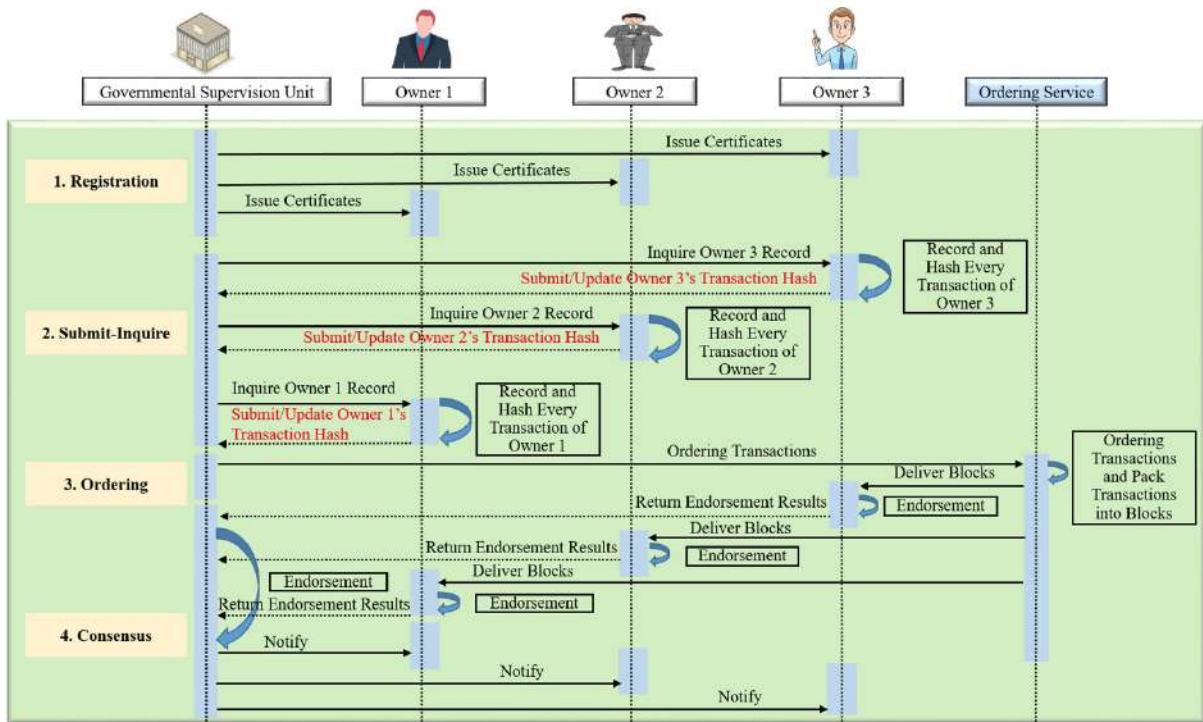 Governmental Supervision Unit
Owner 1
Owner 2
Owner 3
Ordering Service
Issue Certificates
1. Registration
Issue Certificates
Issue Certificates
Inquire Owner 3 Record
Record and
Hash Every
Transaction of
Owner 3
Submit/Update Owner 3's Transaction Hash
2. Submit-Inquire
Inquire Owner 2 Record
Submit/Update Owner 2's Transaction Hash
Record and
Hash Every
Transaction of
Owner 2
Inquire Owner 1 Record
Submit/Update Owner 1's
Transaction Hash
Record and
Hash Every
Transaction of
Owner 1
3. Ordering
Ordering Transactions
Ordering
Transactions
and Pack
Transactions
into Blocks
Deliver Blocks
Return Endorsement Results
Endorsement
Deliver Blocks
Return Endorsement Results
Endorsement
Deliver Blocks
Endorsement
Return Endorsement Results
Endorsement
4. Consensus
Notify
Notify
Notify